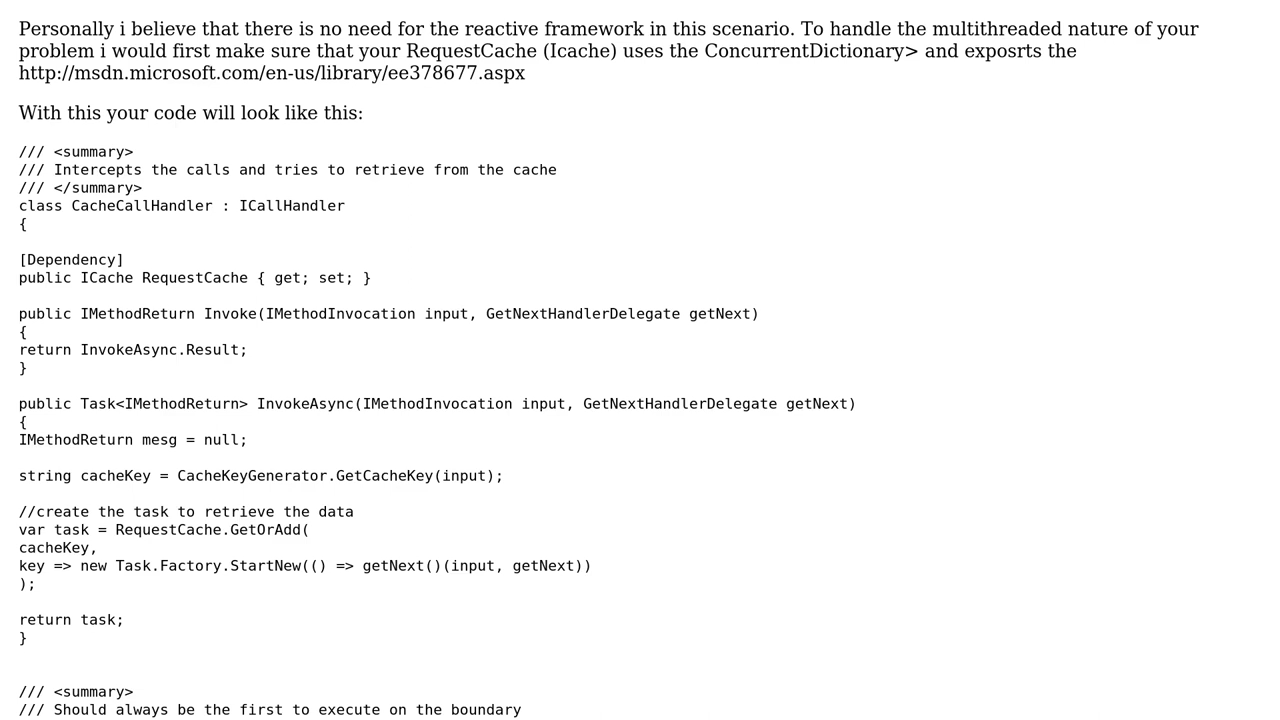 Personally i believe that there is no need for the reactive framework in this scenario. To handle the multithreaded nature of your
problem i would first make sure that your RequestCache (Icache) uses the ConcurrentDictionary> and exposrts the
http://msdn.microsoft.com/en-us/library/ee378677.aspx
With this your code will look like this:
/// <summary>
/// Intercepts the calls and tries to retrieve from the cache
/// </summary>
class CacheCallHandler : ICallHandler
{
[Dependency]
public ICache RequestCache { get; set; }
public IMethodReturn Invoke(IMethodInvocation input, GetNextHandlerDelegate getNext)
{
return InvokeAsync.Result;
}
public Task<IMethodReturn> InvokeAsync(IMethodInvocation input, GetNextHandlerDelegate getNext)
{
IMethodReturn mesg = null;
string cacheKey = CacheKeyGenerator.GetCacheKey(input);
//create the task to retrieve the data
var task = RequestCache.GetOrAdd(
cacheKey,
key => new Task.Factory.StartNew(() => getNext()(input, getNext))
);
return task;
}
/// <summary>
/// Should always be the first to execute on the boundary